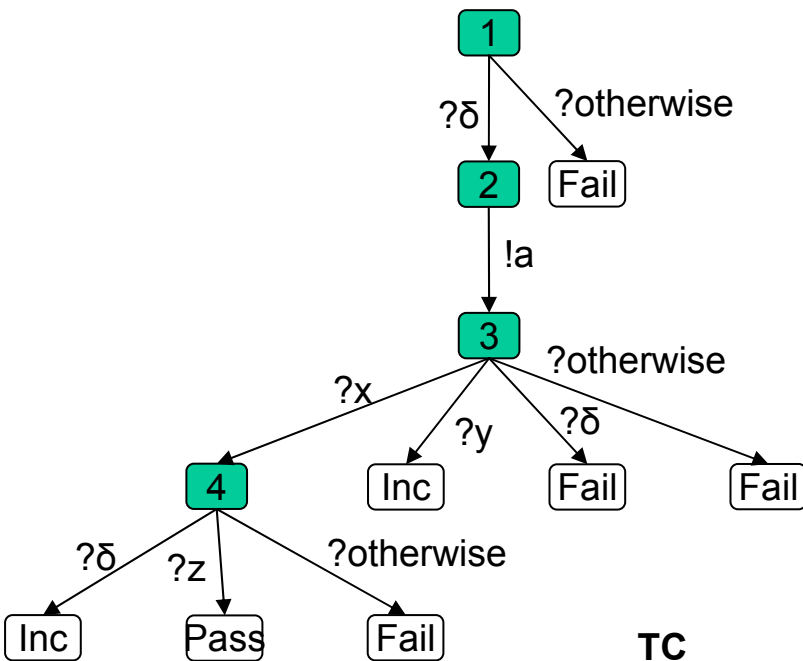 1
?δ
?otherwise
2
Fail
!a
3
?x
?y
?δ
?otherwise
4
Inc
Fail
Fail
?δ
?z
?otherwise
Inc
Pass
Fail
TC